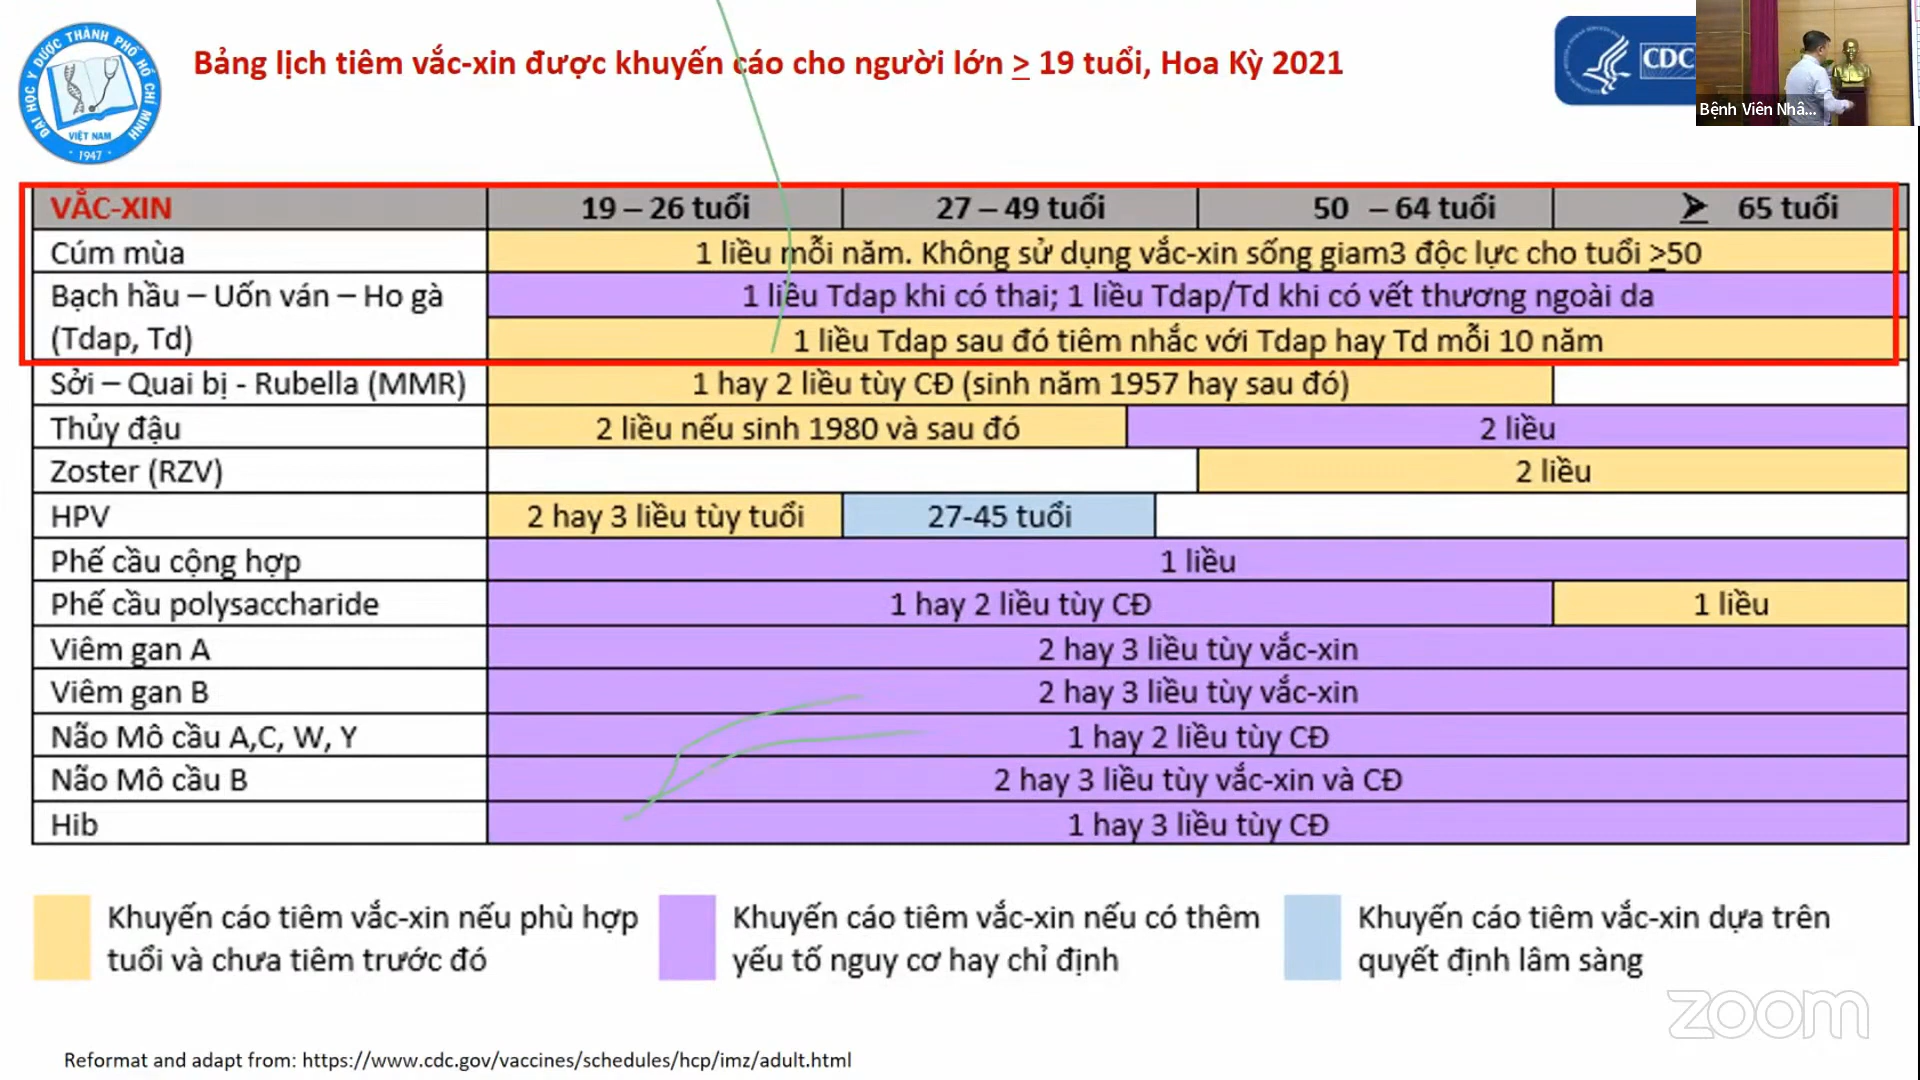 ĐẠI HỌC Y DƯỢC THÀNH PHỐ HỒ CHÍ MINH
VIỆT NAM
1947
Bảng lịch tiêm vắc-xin được khuyến cáo cho người lớn > 19 tuổi, Hoa Kỳ 2021
CDC
Bệnh Viên Nhâ...
VẮC-XIN 19 – 26 tuổi 27 – 49 tuổi 50 – 64 tuổi ➢ 65 tuổi
Cúm mùa 1 liều mỗi năm. Không sử dụng vắc-xin sống giam3 độc lực cho tuổi >50
Bạch hầu – Uốn ván – Ho gà 1 liều Tdap khi có thai; 1 liều Tdap/Td khi có vết thương ngoài da
(Tdap, Td) 1 liều Tdap sau đó tiêm nhắc với Tdap hay Td mỗi 10 năm
Sởi – Quai bị - Rubella (MMR) 1 hay 2 liều tùy CĐ (sinh năm 1957 hay sau đó)
Thủy đậu 2 liều nếu sinh 1980 và sau đó 2 liều
Zoster (RZV) 2 liều
HPV 2 hay 3 liều tùy tuổi 27-45 tuổi
Phế cầu cộng hợp 1 liều
Phế cầu polysaccharide 1 hay 2 liều tùy CĐ 1 liều
Viêm gan A 2 hay 3 liều tùy vắc-xin
Viêm gan B 2 hay 3 liều tùy vắc-xin
Não Mô cầu A,C, W, Y 1 hay 2 liều tùy CĐ
Não Mô cầu B 2 hay 3 liều tùy vắc-xin và CĐ
Hib 1 hay 3 liều tùy CĐ
Khuyến cáo tiêm vắc-xin nếu phù hợp
tuổi và chưa tiêm trước đó
Khuyến cáo tiêm vắc-xin nếu có thêm
yếu tố nguy cơ hay chỉ định
Khuyến cáo tiêm vắc-xin dựa trên
quyết định lâm sàng
zoom
Reformat and adapt from: https://www.cdc.gov/vaccines/schedules/hcp/imz/adult.html